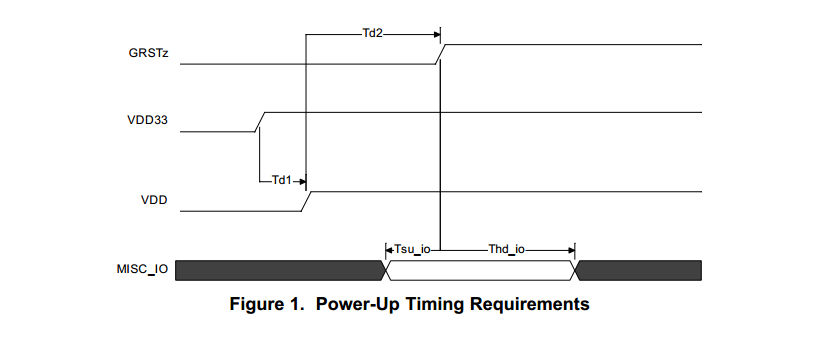 Td2
GRSTz
VDD33
Td1
VDD
Tsu_io
Thd_io
MISC_IO
Figure 1. Power-Up Timing Requirements